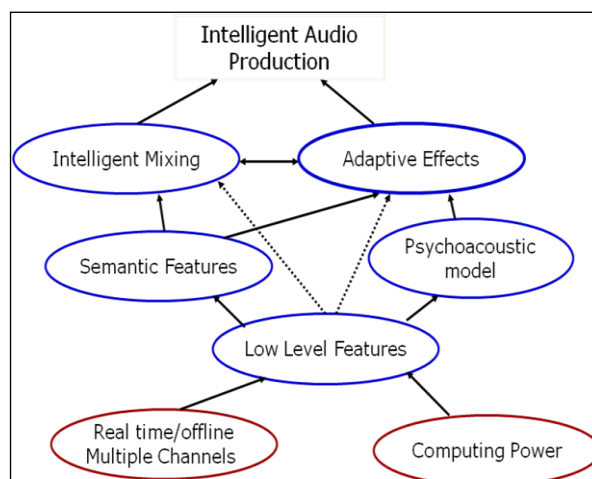 Intelligent Audio
Production
Intelligent Mixing
Adaptive Effects
Semantic Features
Psychoacoustic
model
Low Level Features
Real time/offline
Multiple Channels
Computing Power